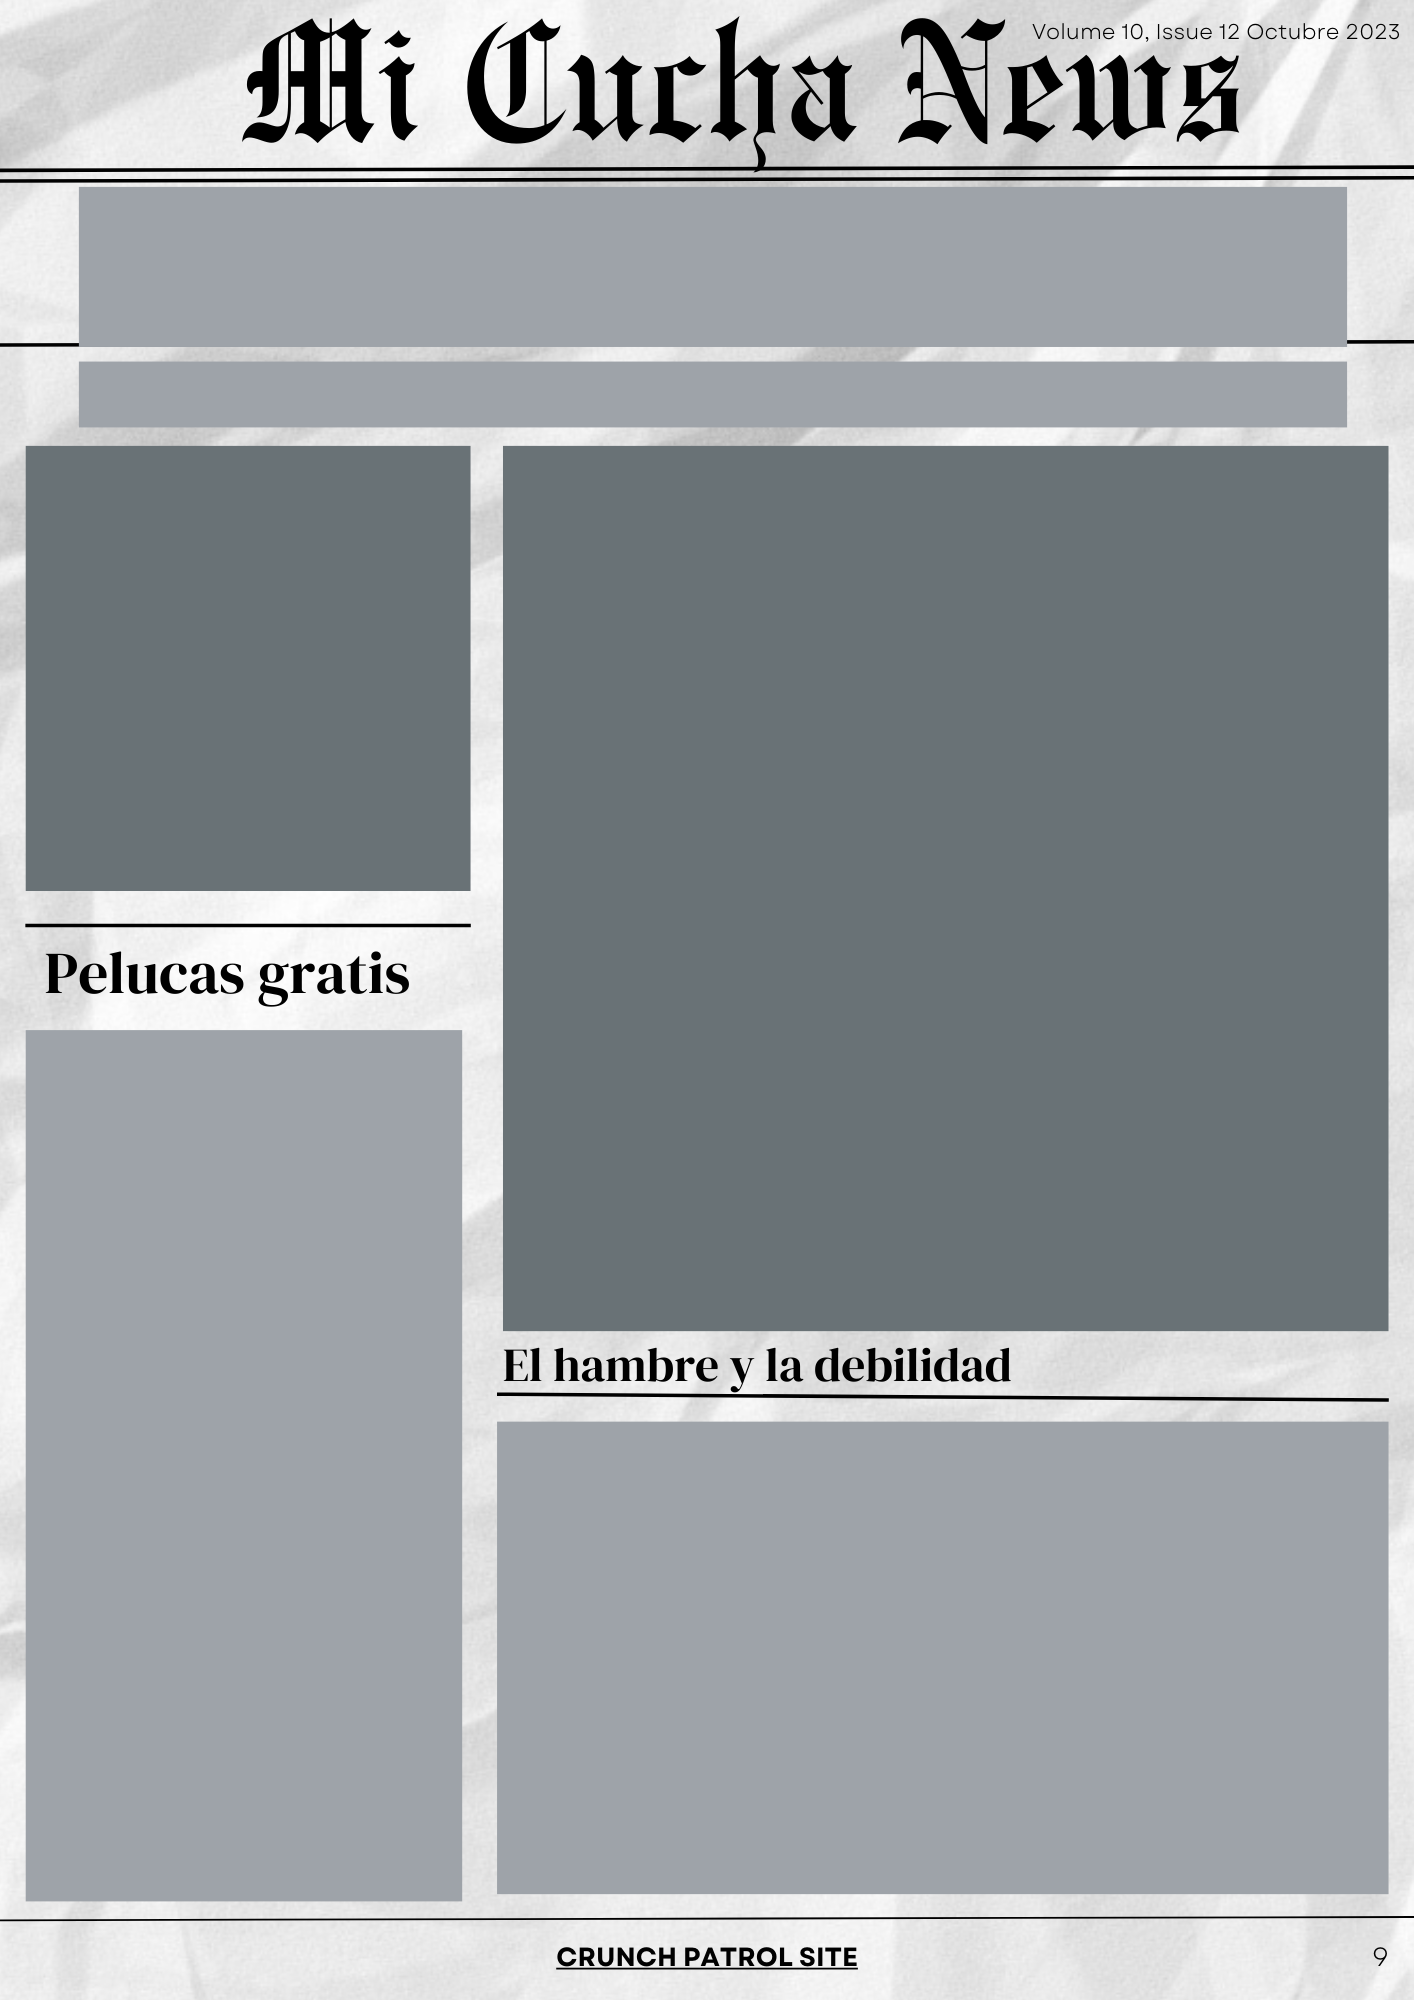 Mi Cucha News
Volume 10, Issue 12 Octubre 2023
Pelucas gratis
El hambre y la debilidad
CRUNCH PATROL SITE
9